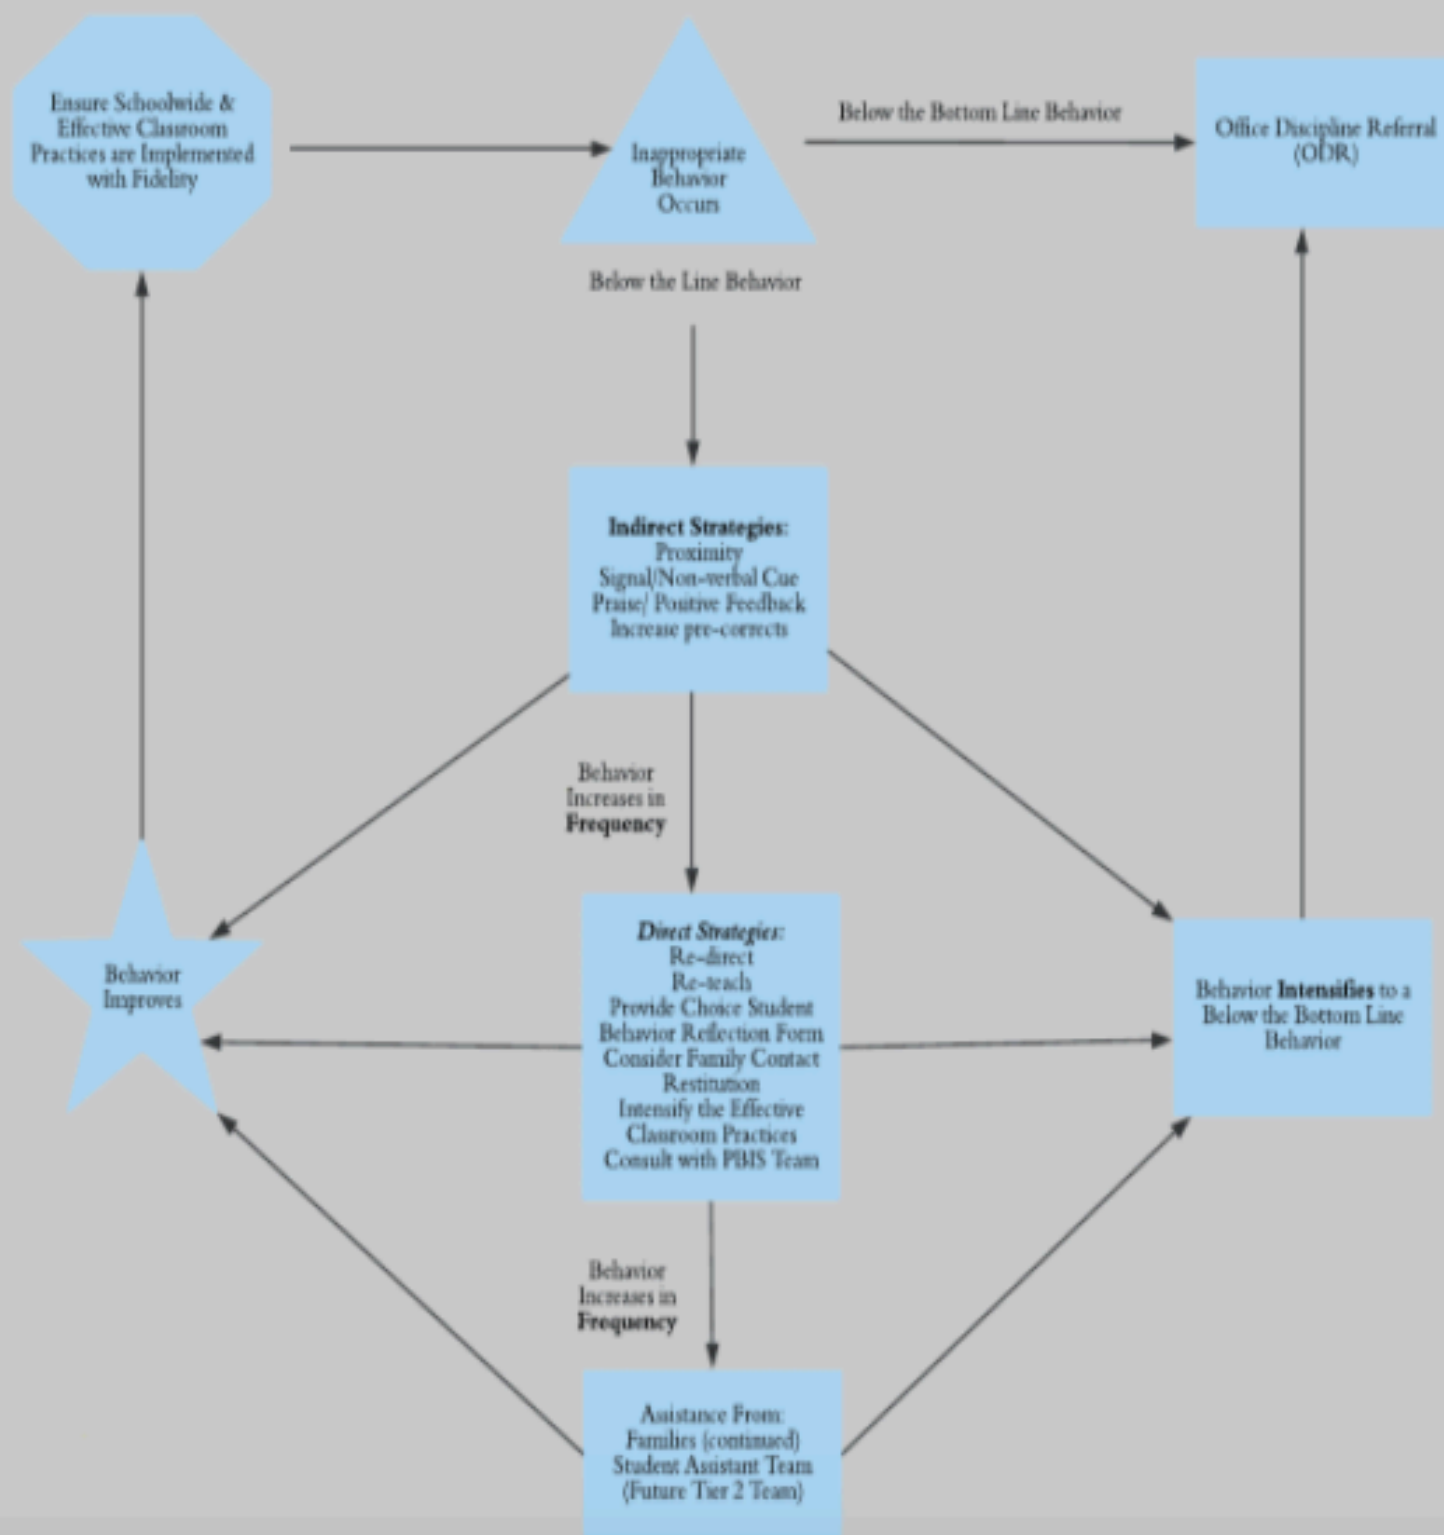 Ensure Schoolwide &
Effective Classroom
Practices are Implemented
with Fidelity
Inappropriate
Behavior
Occurs
Below the Bottom Line Behavior
Office Discipline Referral
(ODR)
Below the Line Behavior
Indirect Strategies:
Proximity
Signal/Non-verbal Cue
Praise/ Positive Feedback
Increase pre-corrects
Behavior
Increases in
Frequency
Direct Strategies:
Re-direct
Re-teach
Provide Choice Student
Behavior Reflection Form
Consider Family Contact
Restitution
Intensify the Effective
Classroom Practices
Consult with PBIS Team
Behavior
Improves
Behavior Intensifies to a
Below the Bottom Line
Behavior
Behavior
Increases in
Frequency
Assistance From:
Families (continued)
Student Assistant Team
(Future Tier 2 Team)